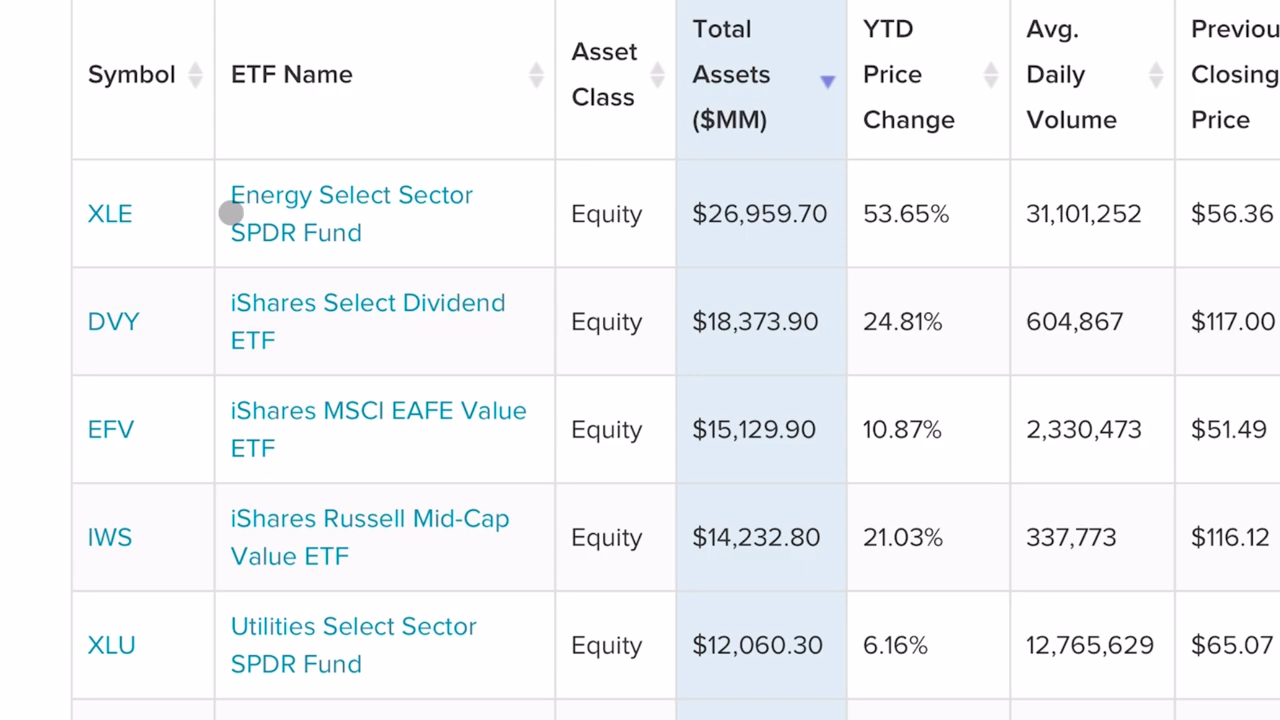 Symbol
ETF Name
Asset
Class
Total
Assets
($MM)
YTD
Price
Change
Avg.
Daily
Volume
Previou
Closing
Price
XLE
Energy Select Sector
SPDR Fund
Equity
$26,959.70
53.65%
31,101,252
$56.36
DVY
iShares Select Dividend
ETF
Equity
$18,373.90
24.81%
604,867
$117.00
EFV
iShares MSCI EAFE Value
ETF
Equity
$15,129.90
10.87%
2,330,473
$51.49
IWS
iShares Russell Mid-Cap
Value ETF
Equity
$14,232.80
21.03%
337,773
$116.12
XLU
Utilities Select Sector
SPDR Fund
Equity
$12,060.30
6.16%
12,765,629
$65.07